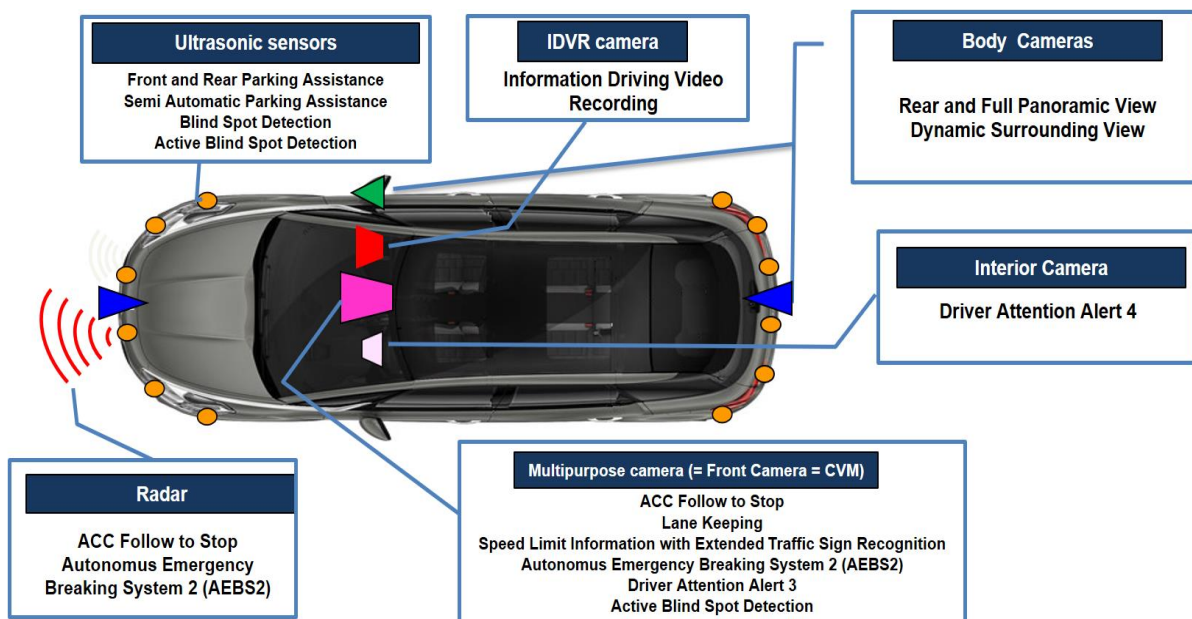 Ultrasonic sensors
Front and Rear Parking Assistance
Semi Automatic Parking Assistance
Blind Spot Detection
Active Blind Spot Detection
IDVR camera
Information Driving Video
Recording
Body Cameras
Rear and Full Panoramic View
Dynamic Surrounding View
Interior Camera
Driver Attention Alert 4
Radar
ACC Follow to Stop
Autonomus Emergency
Breaking System 2 (AEBS2)
Multipurpose camera (= Front Camera = CVM)
ACC Follow to Stop
Lane Keeping
Speed Limit Information with Extended Traffic Sign Recognition
Autonomus Emergency Breaking System 2 (AEBS2)
Driver Attention Alert 3
Active Blind Spot Detection